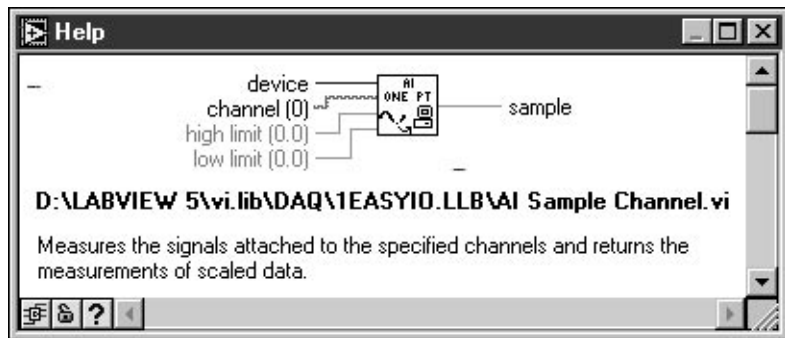 Help
device
channel (0)
high limit (0.0)
low limit (0.0)
AI
ONE PT
sample
D:\LABVIEW 5\vi.lib\DAQ\1EASYIO.LLB\AI Sample Channel.vi
Measures the signals attached to the specified channels and returns the
measurements of scaled data.
?